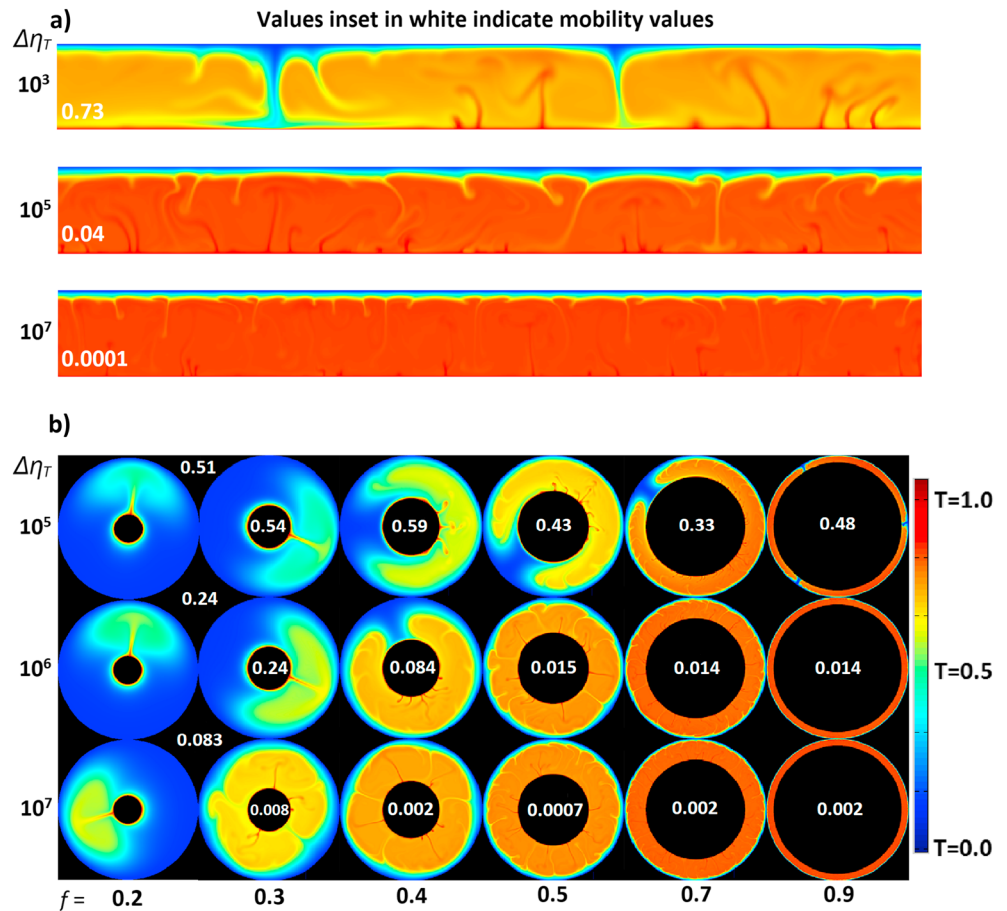 a) Values inset in white indicate mobility values
Δη_T
10³
0.73
10⁵
0.04
10⁷
0.0001
b)
Δη_T
0.51
10⁵ 0.54 0.59 0.43 0.33 0.48
T=1.0
0.24
10⁶ 0.24 0.084 0.015 0.014 0.014
T=0.5
0.083
10⁷ 0.008 0.002 0.0007 0.002 0.002
T=0.0
f = 0.2 0.3 0.4 0.5 0.7 0.9